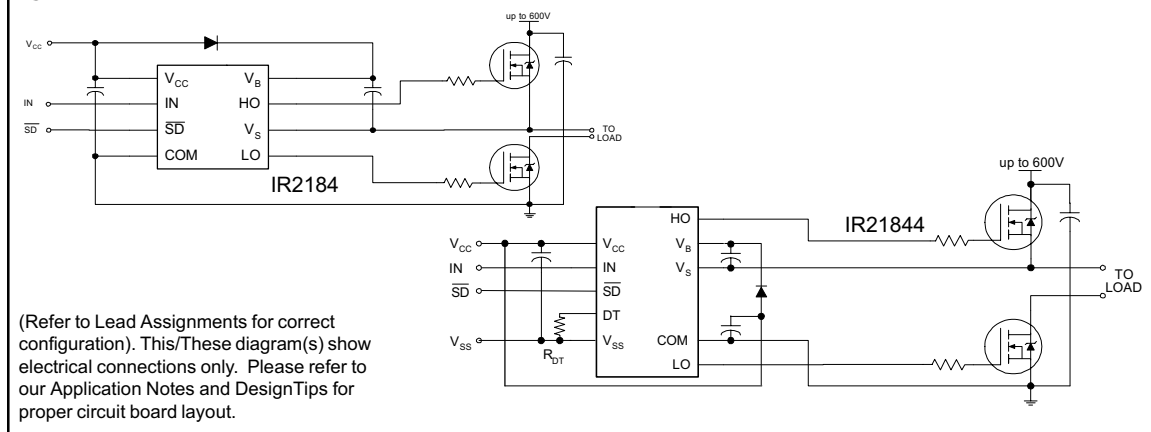 up to 600V
VCC
VCC
VB
IN
IN
HO
SD
SD
VS
TO
LOAD
COM
LO
IR2184
up to 600V
HO
IR21844
VCC
VCC
VB
IN
IN
VS
TO
LOAD
SD
SD
DT
VSS
RDT
VSS
COM
LO
(Refer to Lead Assignments for correct
configuration). This/These diagram(s) show
electrical connections only. Please refer to
our Application Notes and DesignTips for
proper circuit board layout.